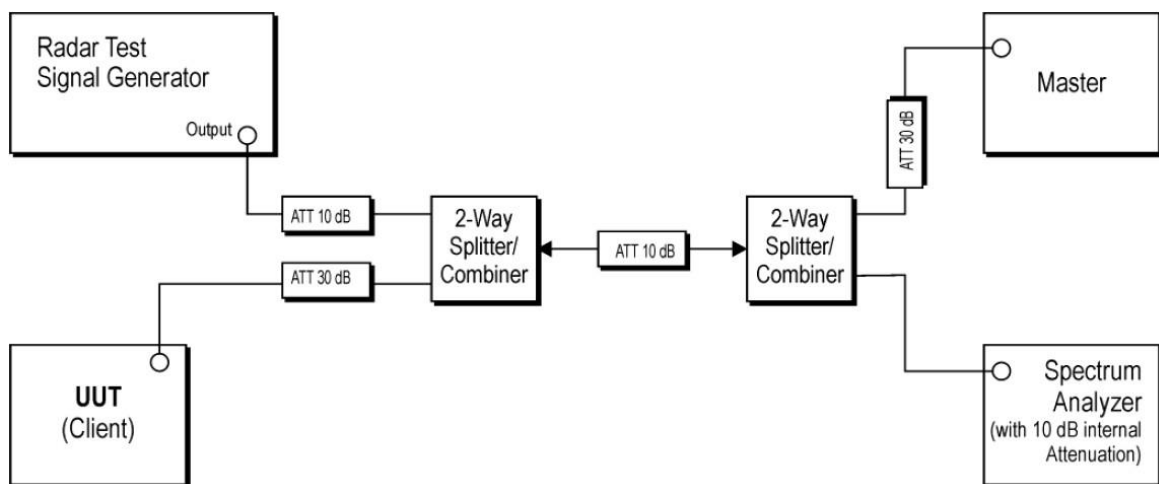 Radar Test
Signal Generator
Output
Master
ATT 30 dB
ATT 10 dB
2-Way
Splitter/
Combiner
ATT 10 dB
2-Way
Splitter/
Combiner
ATT 30 dB
UUT
(Client)
Spectrum
Analyzer
(with 10 dB internal
Attenuation)